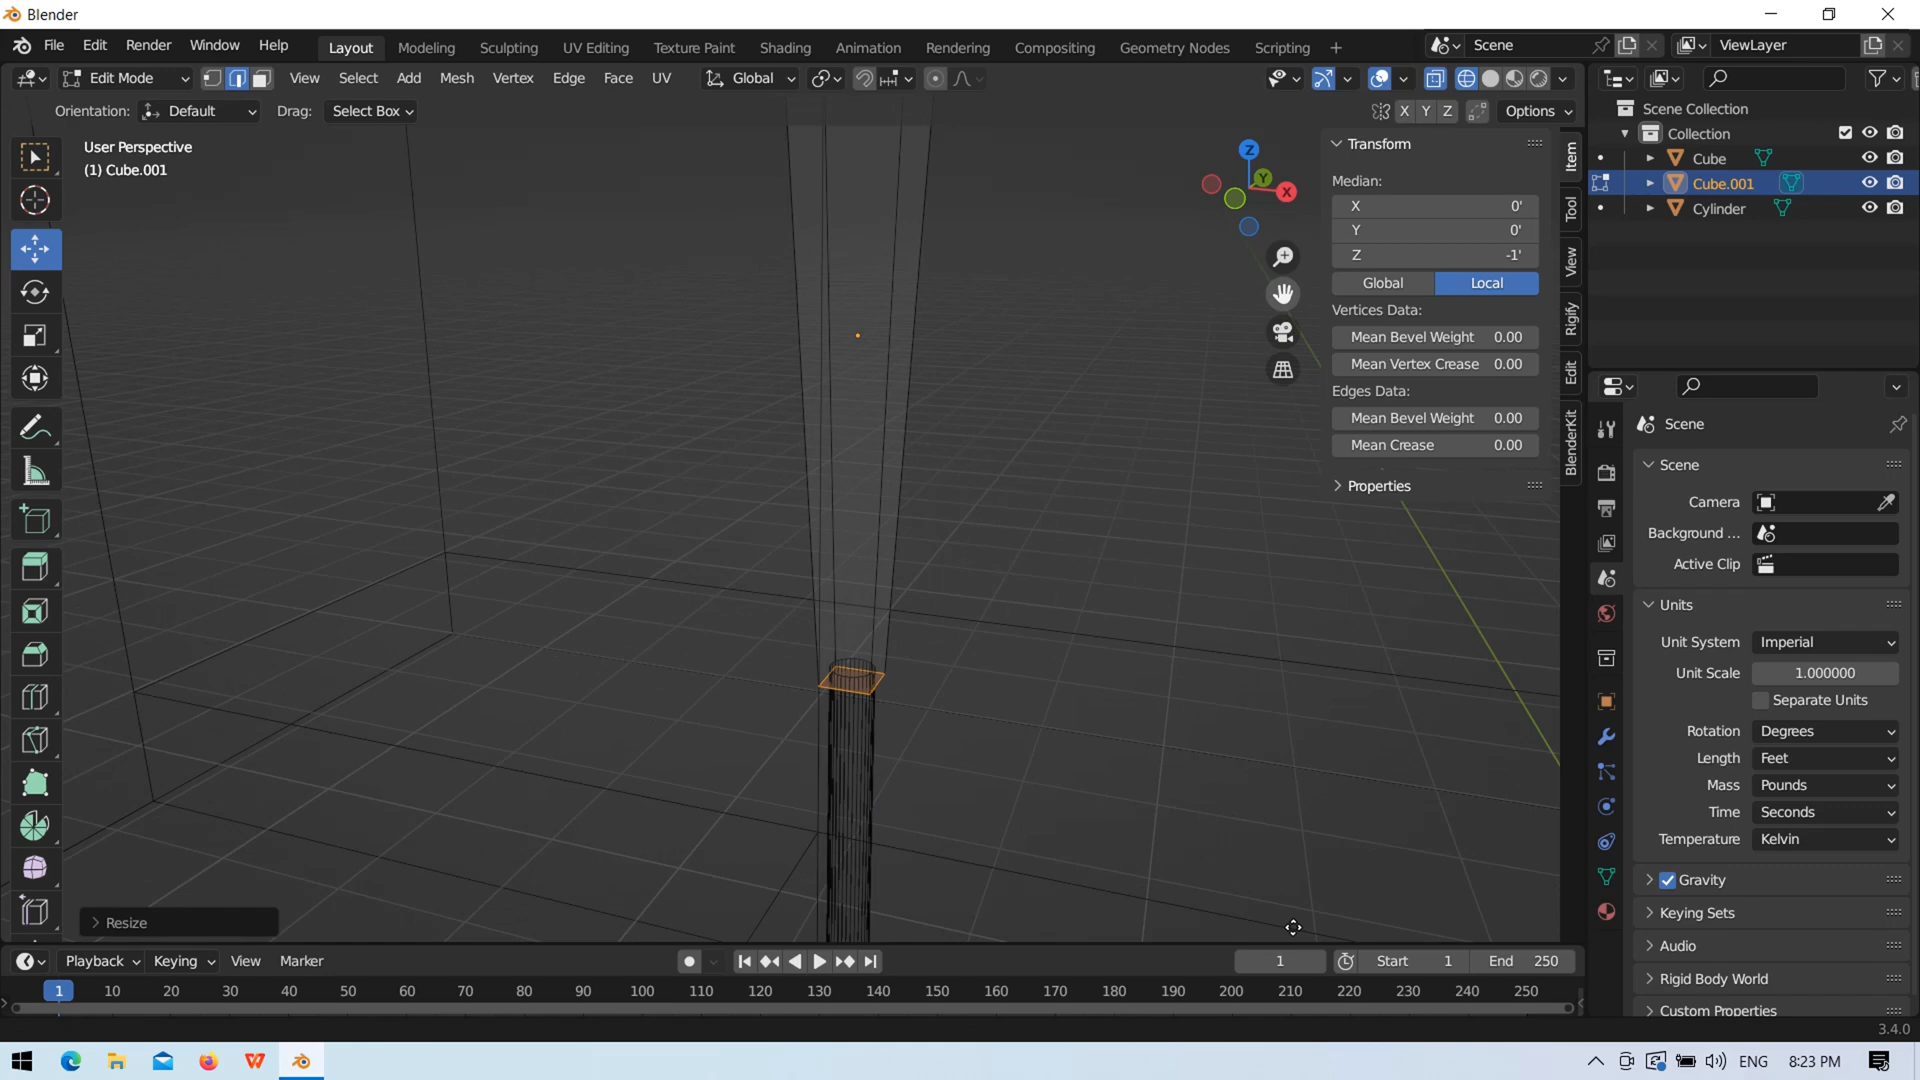 Blender
File Edit Render Window Help Layout Modeling Sculpting UV Editing Texture Paint Shading Animation Rendering Compositing Geometry Nodes Scripting + Scene ViewLayer
Edit Mode View Select Add Mesh Vertex Edge Face UV Global
Orientation: Default Drag: Select Box X Y Z Options
Scene Collection
Collection
Cube
Cube.001
Cylinder
User Perspective
(1) Cube.001
Z
Y
X
Transform
Median:
X 0'
Y 0'
Z -1'
Global Local
Vertices Data:
Mean Bevel Weight 0.00
Mean Vertex Crease 0.00
Edges Data:
Mean Bevel Weight 0.00
Mean Crease 0.00
Properties
Item
Tool
View
Rigify
Edit
BlenderKit
Scene
Scene
Camera
Background ...
Active Clip
Units
Unit System Imperial
Unit Scale 1.000000
Separate Units
Rotation Degrees
Length Feet
Mass Pounds
Time Seconds
Temperature Kelvin
Gravity
Keying Sets
Audio
Rigid Body World
Custom Properties
Resize
Playback Keying View Marker 1 Start 1 End 250
1 10 20 30 40 50 60 70 80 90 100 110 120 130 140 150 160 170 180 190 200 210 220 230 240 250
3.4.0
ENG 8:23 PM